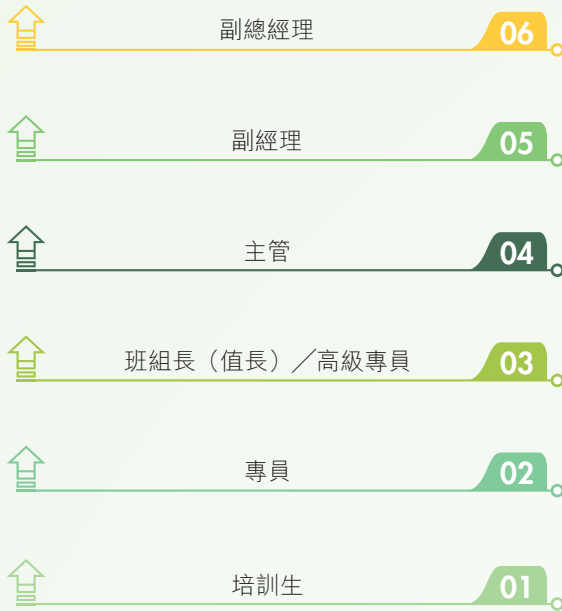 副總經理 06
副經理 05
主管 04
班組長（值長）／高級專員 03
專員 02
培訓生 01